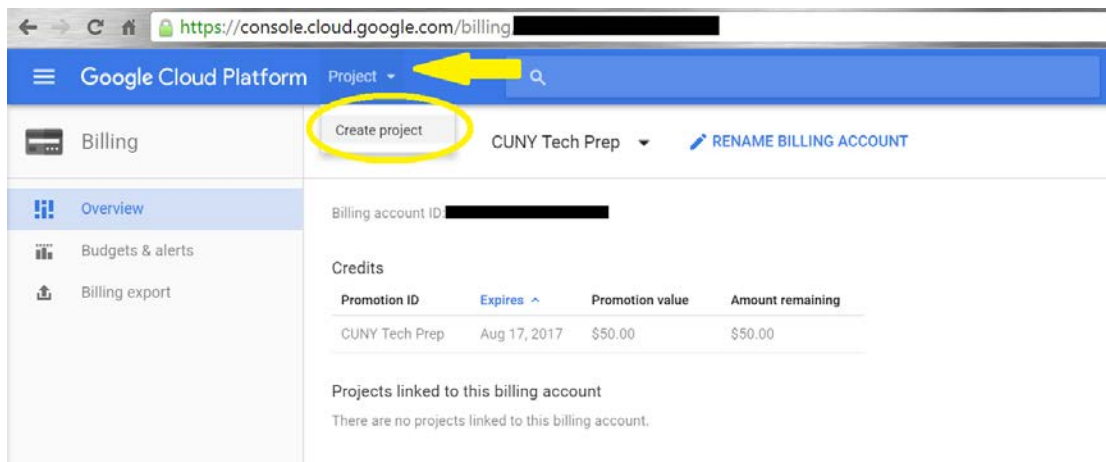 https://console.cloud.google.com/billing
Google Cloud Platform Project
Billing
Create project
CUNY Tech Prep
RENAME BILLING ACCOUNT
Overview
Budgets & alerts
Billing export
Billing account ID:
Credits
Promotion ID Expires Promotion value Amount remaining
CUNY Tech Prep Aug 17, 2017 $50.00 $50.00
Projects linked to this billing account
There are no projects linked to this billing account.